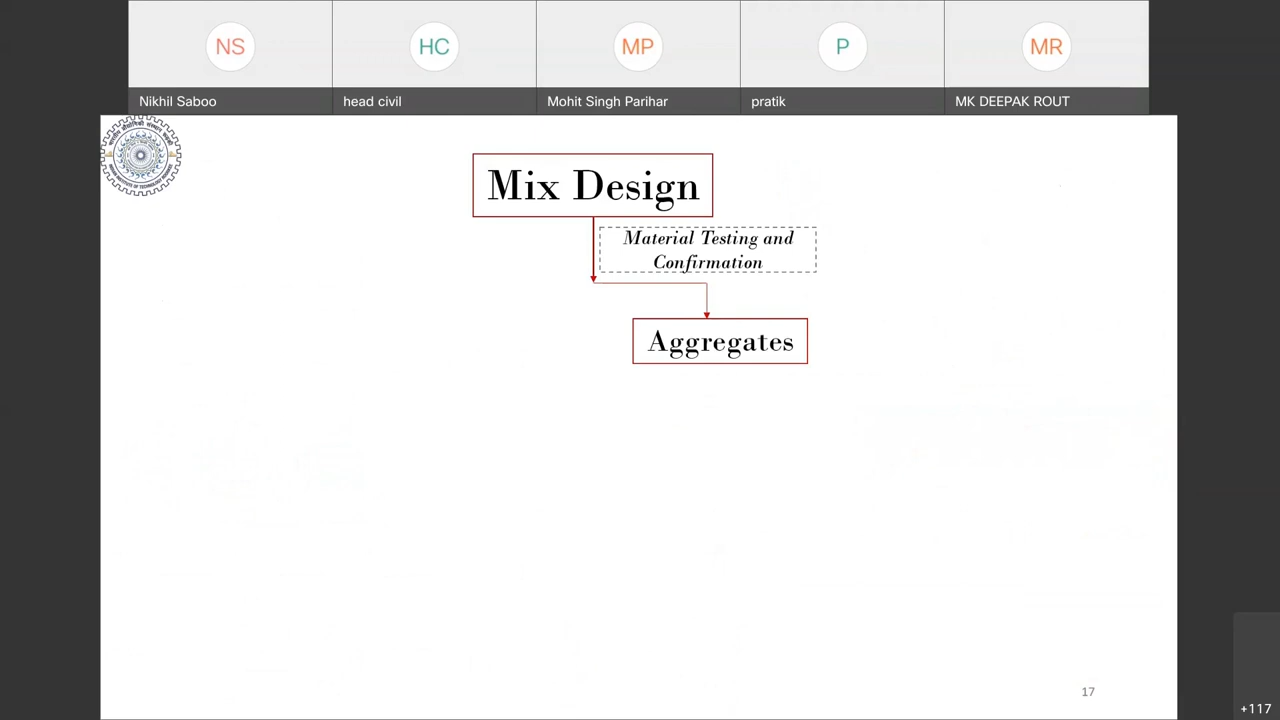 NS
HC
MP
P
MR
Nikhil Saboo
head civil
Mohit Singh Parihar
pratik
MK DEEPAK ROUT
Mix Design
Material Testing and
Confirmation
Aggregates
17
+117